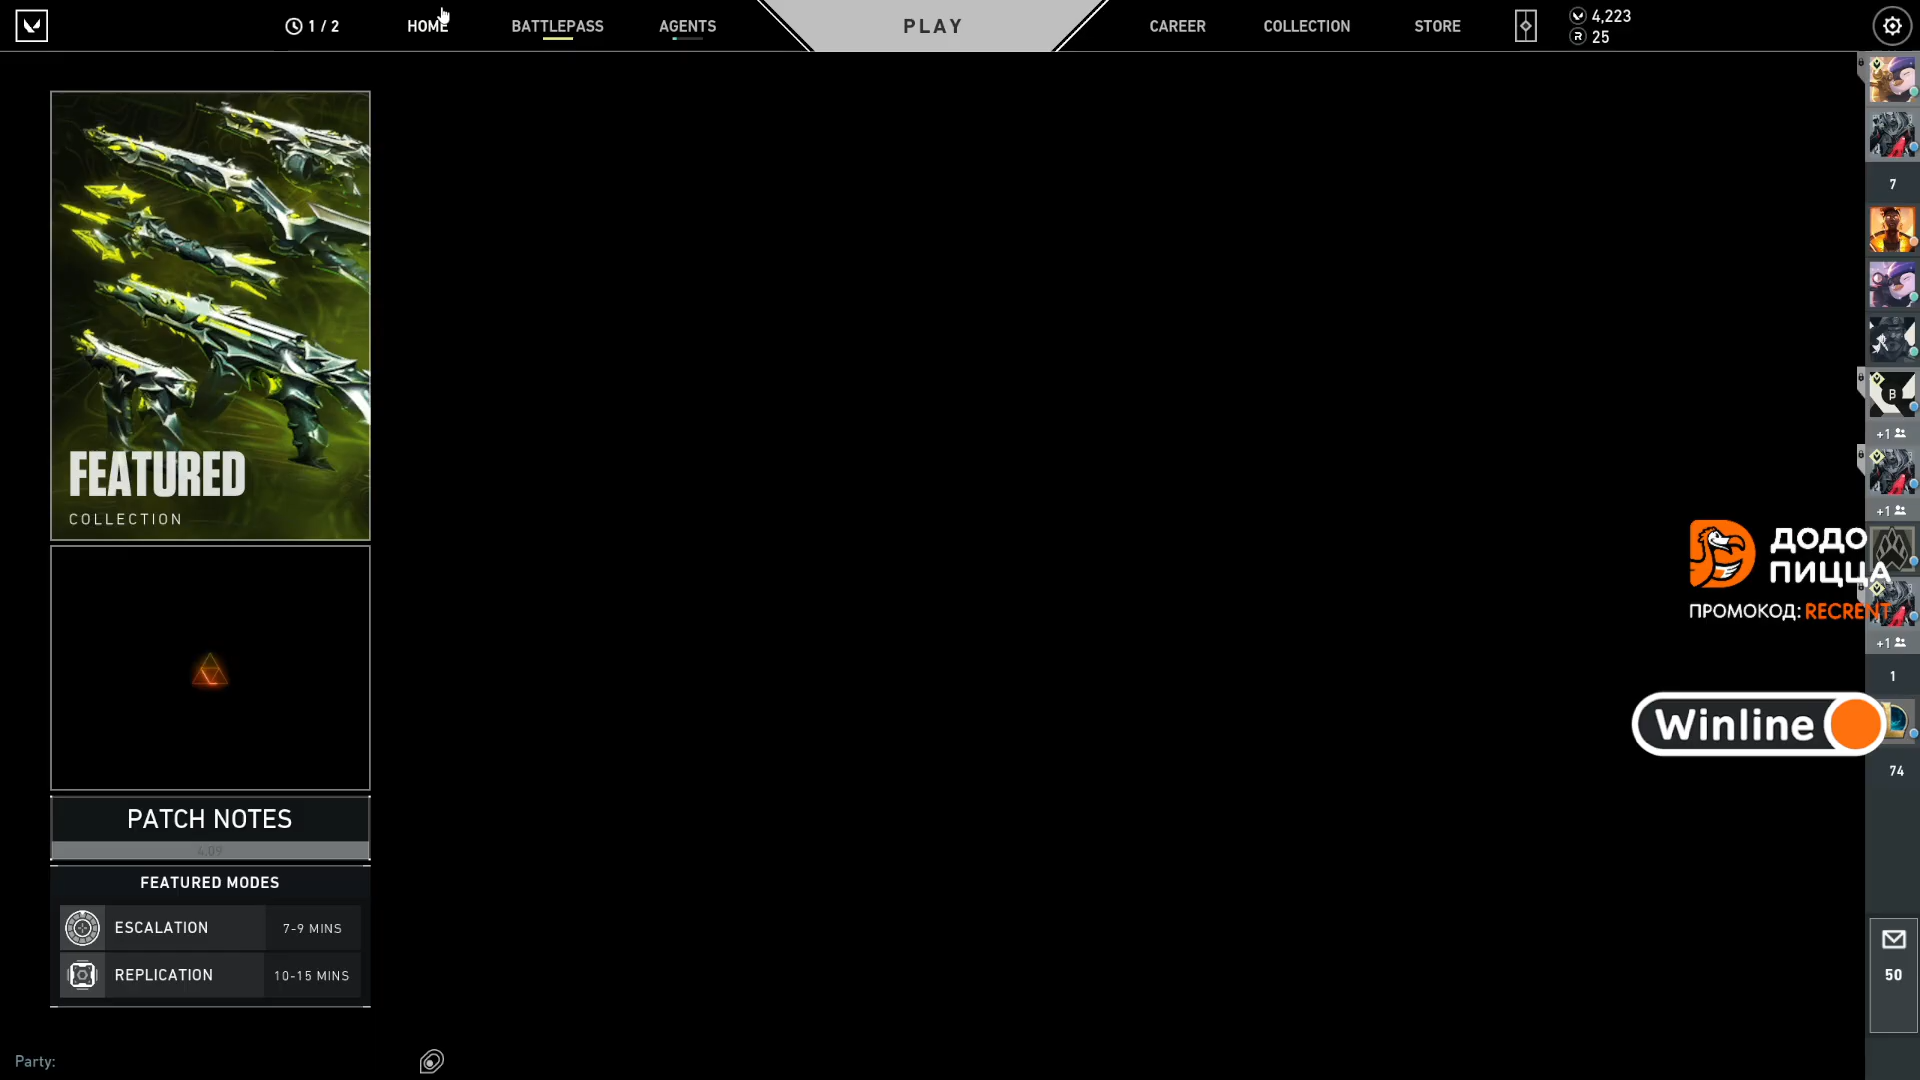 1 / 2
HOME
BATTLEPASS
AGENTS
PLAY
CAREER
COLLECTION
STORE
4,223
R 25
7
FEATURED
COLLECTION
β
+1
+1
ДОДО
ПИЦЦА
ПРОМОКОД: RECRENT
+1
1
Winline
74
PATCH NOTES
4.09
FEATURED MODES
ESCALATION 7-9 MINS
REPLICATION 10-15 MINS
50
Party: